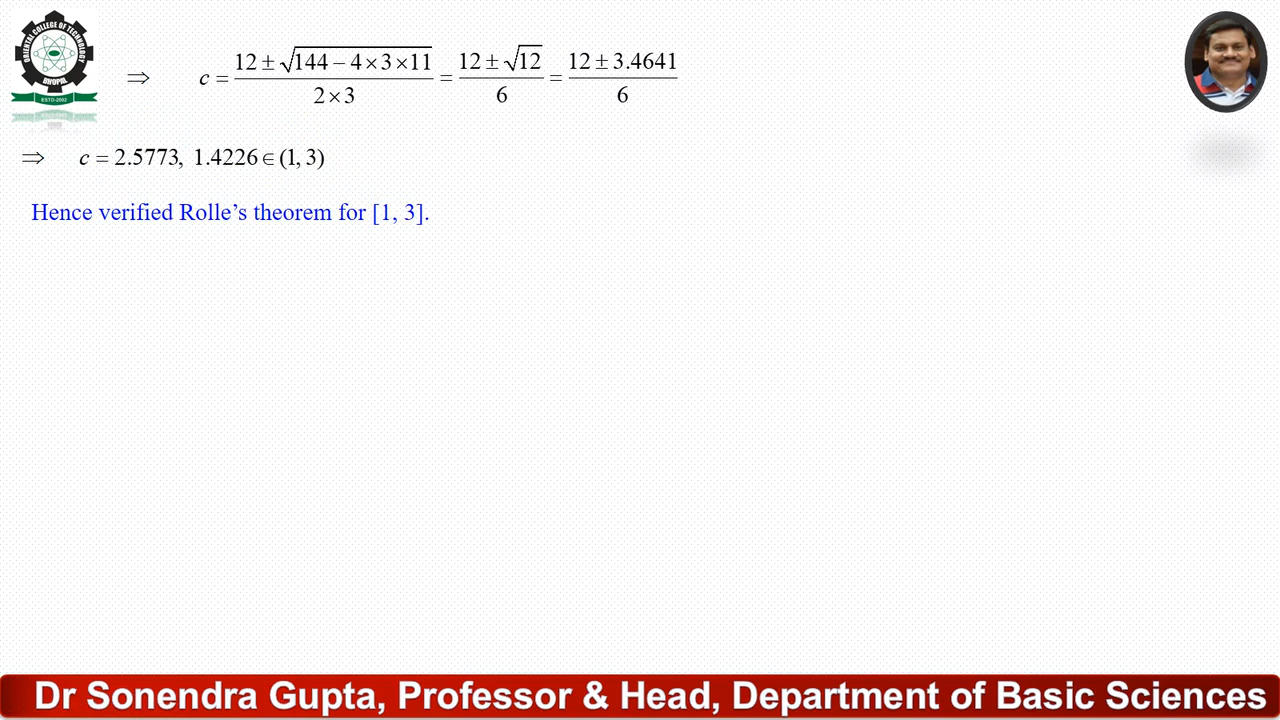 ORIENTAL COLLEGE OF TECHNOLOGY
BHOPAL
ESTD-2002
⇒ c = (12 ± √(144 − 4 × 3 × 11)) / (2 × 3) = (12 ± √12) / 6 = (12 ± 3.4641) / 6
⇒ c = 2.5773, 1.4226 ∈ (1, 3)
Hence verified Rolle's theorem for [1, 3].
Dr Sonendra Gupta, Professor & Head, Department of Basic Sciences